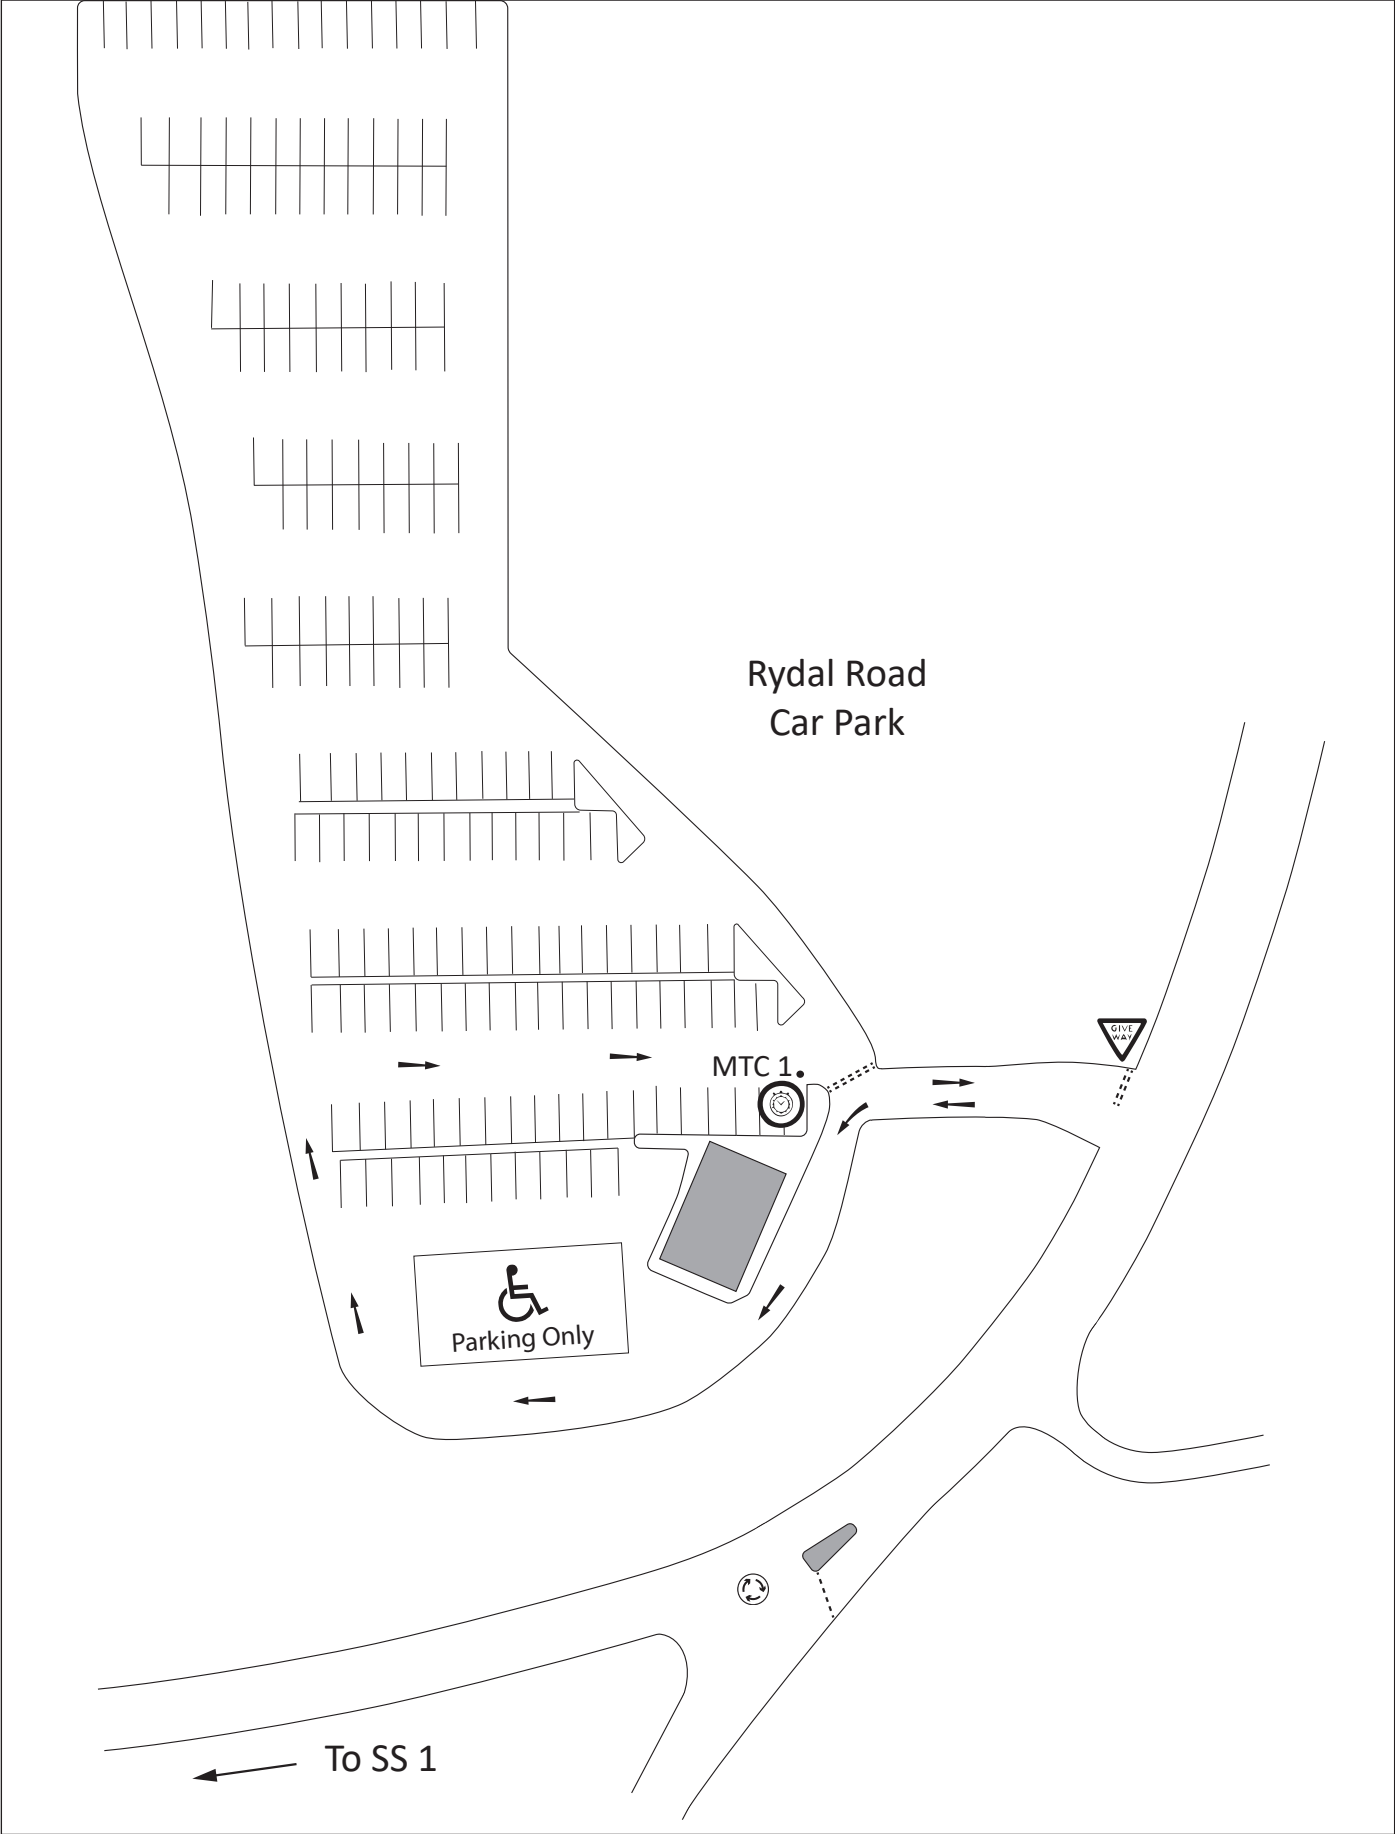 Rydal Road
Car Park
GIVE
WAY
MTC 1.
Parking Only
To SS 1